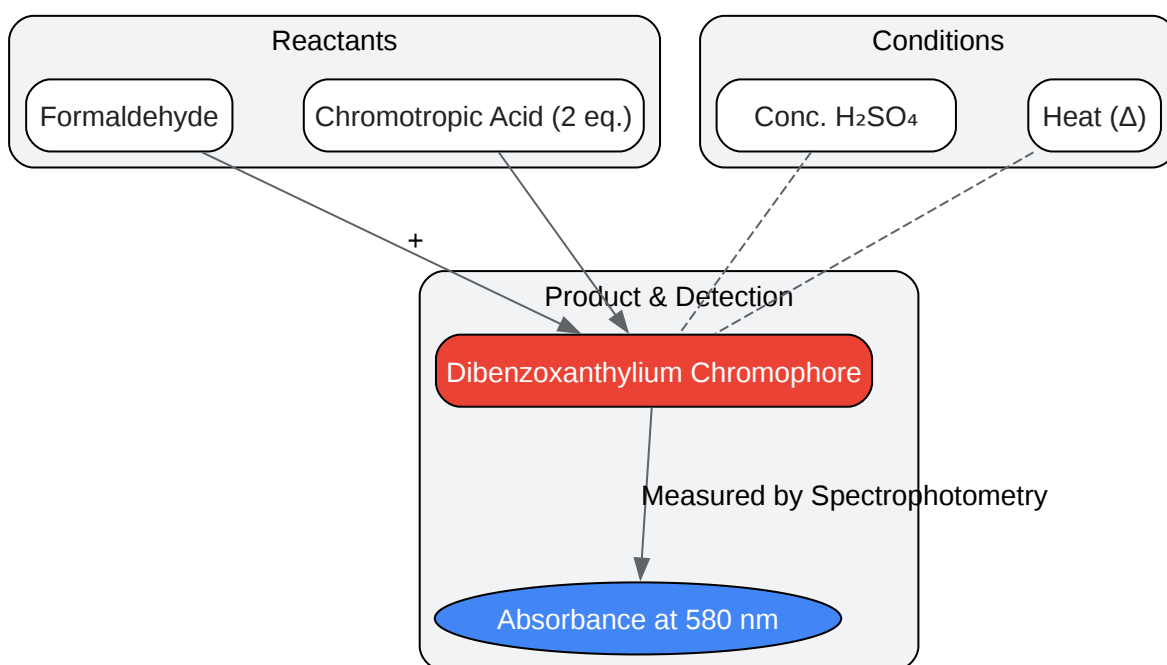 Reactants
Conditions
Formaldehyde
Chromotropic Acid (2 eq.)
Conc. H₂SO₄
Heat (Δ)
+
Product & Detection
Dibenzoxanthylium Chromophore
Measured by Spectrophotometry
Absorbance at 580 nm